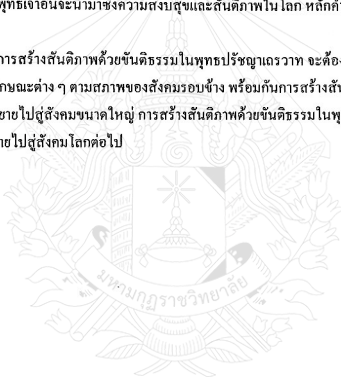 พุทธเจ้าอันจะนำมาซึ่งความสงบสุขและสันติภาพในโลก หลักคำ
การสร้างสันติภาพด้วยขันติธรรมในพุทธปรัชญาเถรวาท จะต้อง
ักษณะต่าง ๆ ตามสภาพของสังคมรอบข้าง พร้อมกันการสร้างสัน
ยายไปสู่สังคมขนาดใหญ่ การสร้างสันติภาพด้วยขันติธรรมในพุ
ายไปสู่สังคมโลกต่อไป
มหามกุฏราชวิทยาลัย